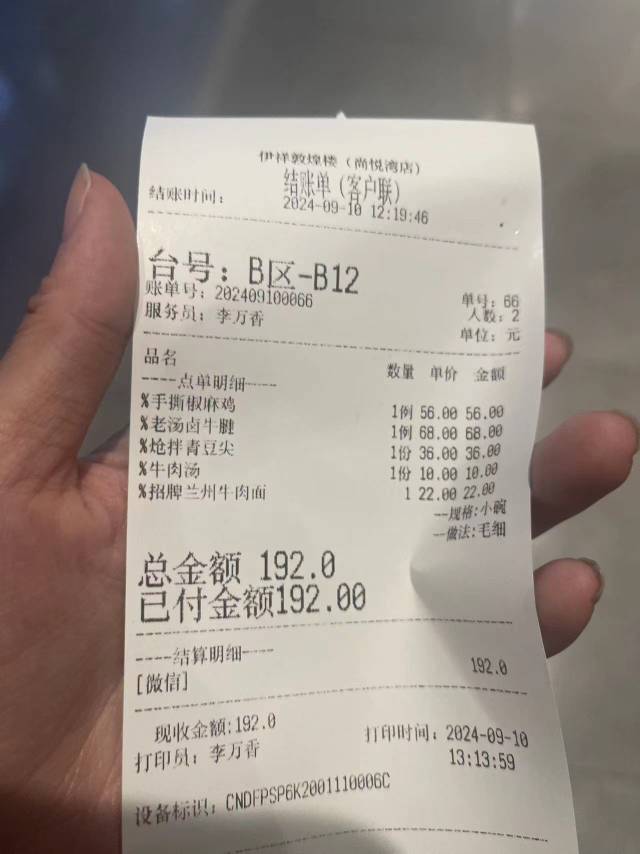 伊祥敦煌楼（尚悦湾店）
结账单（客户联）
结账时间： 2024-09-10 12:19:46
台号：B区-B12
账单号：202409100066 单号：66
服务员：李万香 人数：2
单位：元
品名 数量 单价 金额
----点单明细----
%手撕椒麻鸡 1例 56.00 56.00
%老汤卤牛腱 1例 68.00 68.00
%炝拌青豆尖 1份 36.00 36.00
%牛肉汤 1份 10.00 10.00
%招牌兰州牛肉面 1 22.00 22.00
--规格:小碗
--做法:毛细
总金额 192.0
已付金额192.00
----结算明细----
[微信] 192.0
现收金额:192.0
打印员：李万香 打印时间：2024-09-10
13:13:59
设备标识：CNDFPSP6K2001110006C